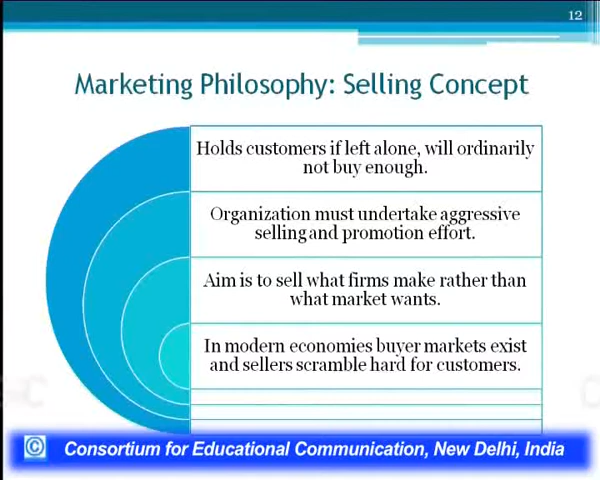 12
Marketing Philosophy: Selling Concept
Holds customers if left alone, will ordinarily
not buy enough.
Organization must undertake aggressive
selling and promotion effort.
Aim is to sell what firms make rather than
what market wants.
In modern economies buyer markets exist
and sellers scramble hard for customers.
© Consortium for Educational Communication, New Delhi, India